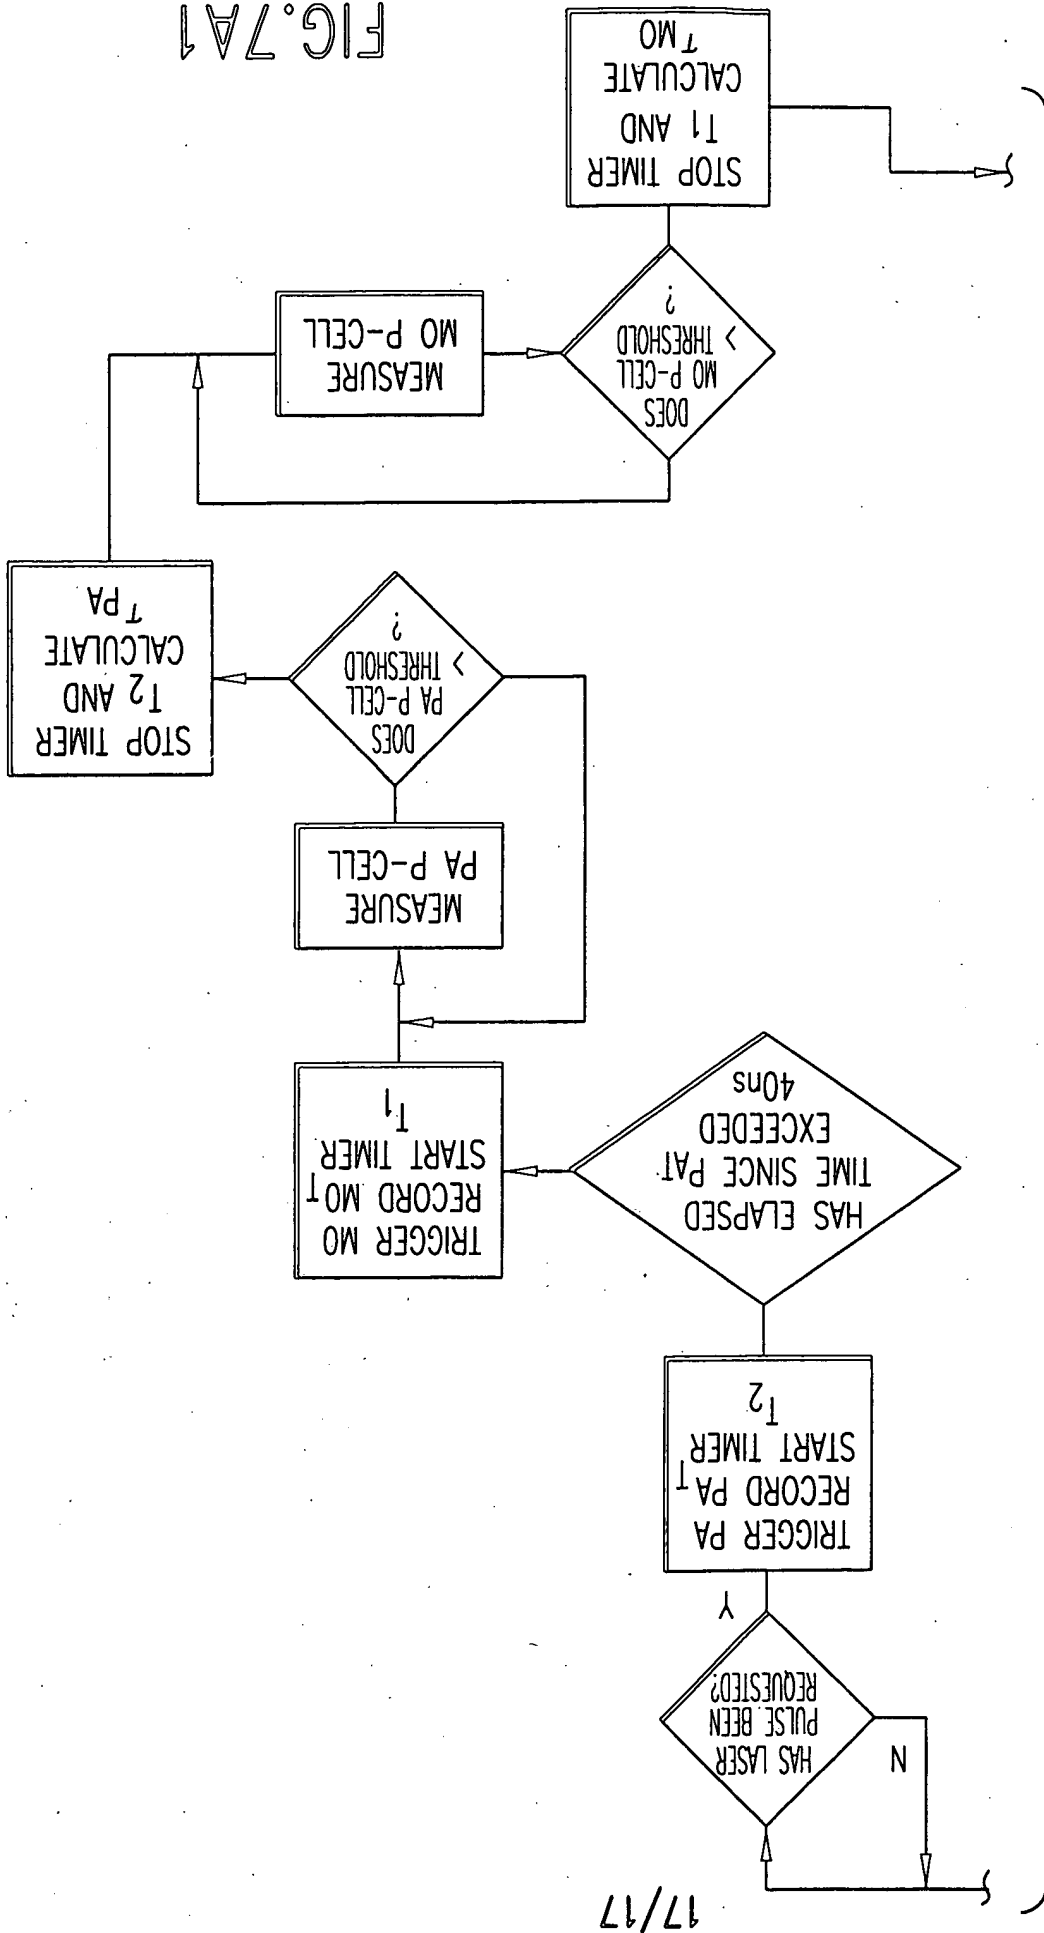 17/17
HAS LASER
PULSE BEEN
REQUESTED?
N
Y
TRIGGER PA
RECORD PAT
START TIMER
T2
HAS ELAPSED
TIME SINCE PAT
EXCEEDED
40ns
TRIGGER MO
RECORD MOT
START TIMER
T1
MEASURE
PA P-CELL
DOES
PA P-CELL
> THRESHOLD
?
STOP TIMER
T2 AND
CALCULATE
τPA
MEASURE
MO P-CELL
DOES
MO P-CELL
> THRESHOLD
?
STOP TIMER
T1 AND
CALCULATE
τMO
FIG.7A1